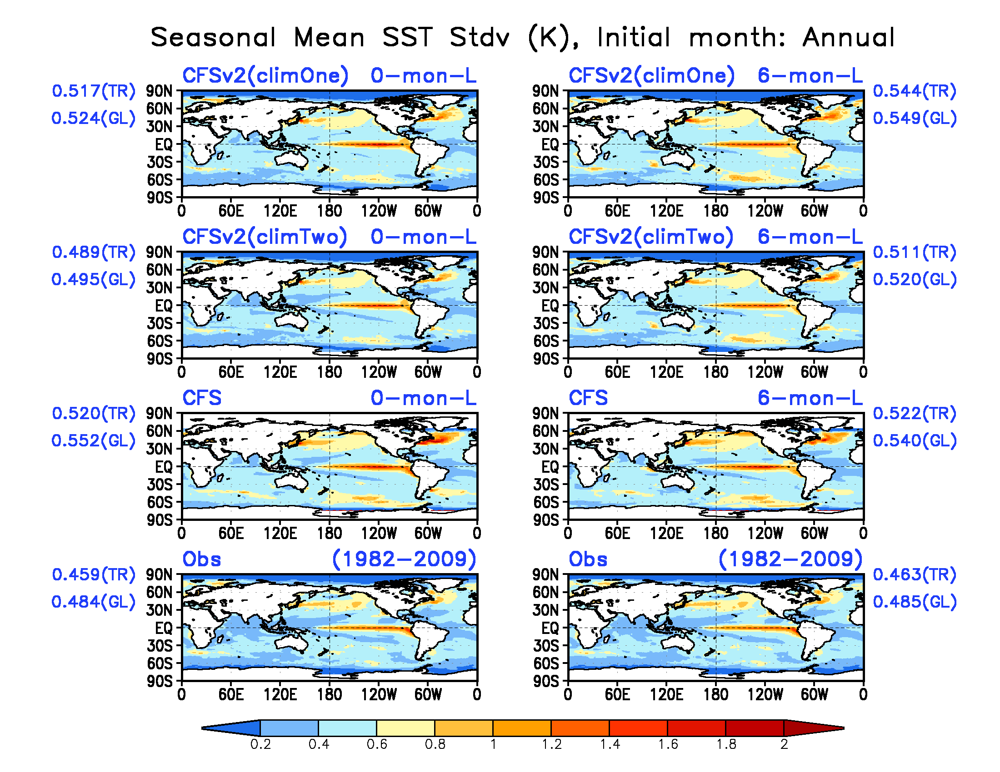 Seasonal Mean SST Stdv (K), Initial month: Annual
CFSv2(climOne) 0-mon-L
0.517(TR)
0.524(GL)
90N
60N
30N
EQ
30S
60S
90S
0 60E 120E 180 120W 60W 0
CFSv2(climOne) 6-mon-L
0.544(TR)
0.549(GL)
90N
60N
30N
EQ
30S
60S
90S
0 60E 120E 180 120W 60W 0
CFSv2(climTwo) 0-mon-L
0.489(TR)
0.495(GL)
90N
60N
30N
EQ
30S
60S
90S
0 60E 120E 180 120W 60W 0
CFSv2(climTwo) 6-mon-L
0.511(TR)
0.520(GL)
90N
60N
30N
EQ
30S
60S
90S
0 60E 120E 180 120W 60W 0
CFS 0-mon-L
0.520(TR)
0.552(GL)
90N
60N
30N
EQ
30S
60S
90S
0 60E 120E 180 120W 60W 0
CFS 6-mon-L
0.522(TR)
0.540(GL)
90N
60N
30N
EQ
30S
60S
90S
0 60E 120E 180 120W 60W 0
Obs (1982-2009)
0.459(TR)
0.484(GL)
90N
60N
30N
EQ
30S
60S
90S
0 60E 120E 180 120W 60W 0
Obs (1982-2009)
0.463(TR)
0.485(GL)
90N
60N
30N
EQ
30S
60S
90S
0 60E 120E 180 120W 60W 0
0.2 0.4 0.6 0.8 1 1.2 1.4 1.6 1.8 2